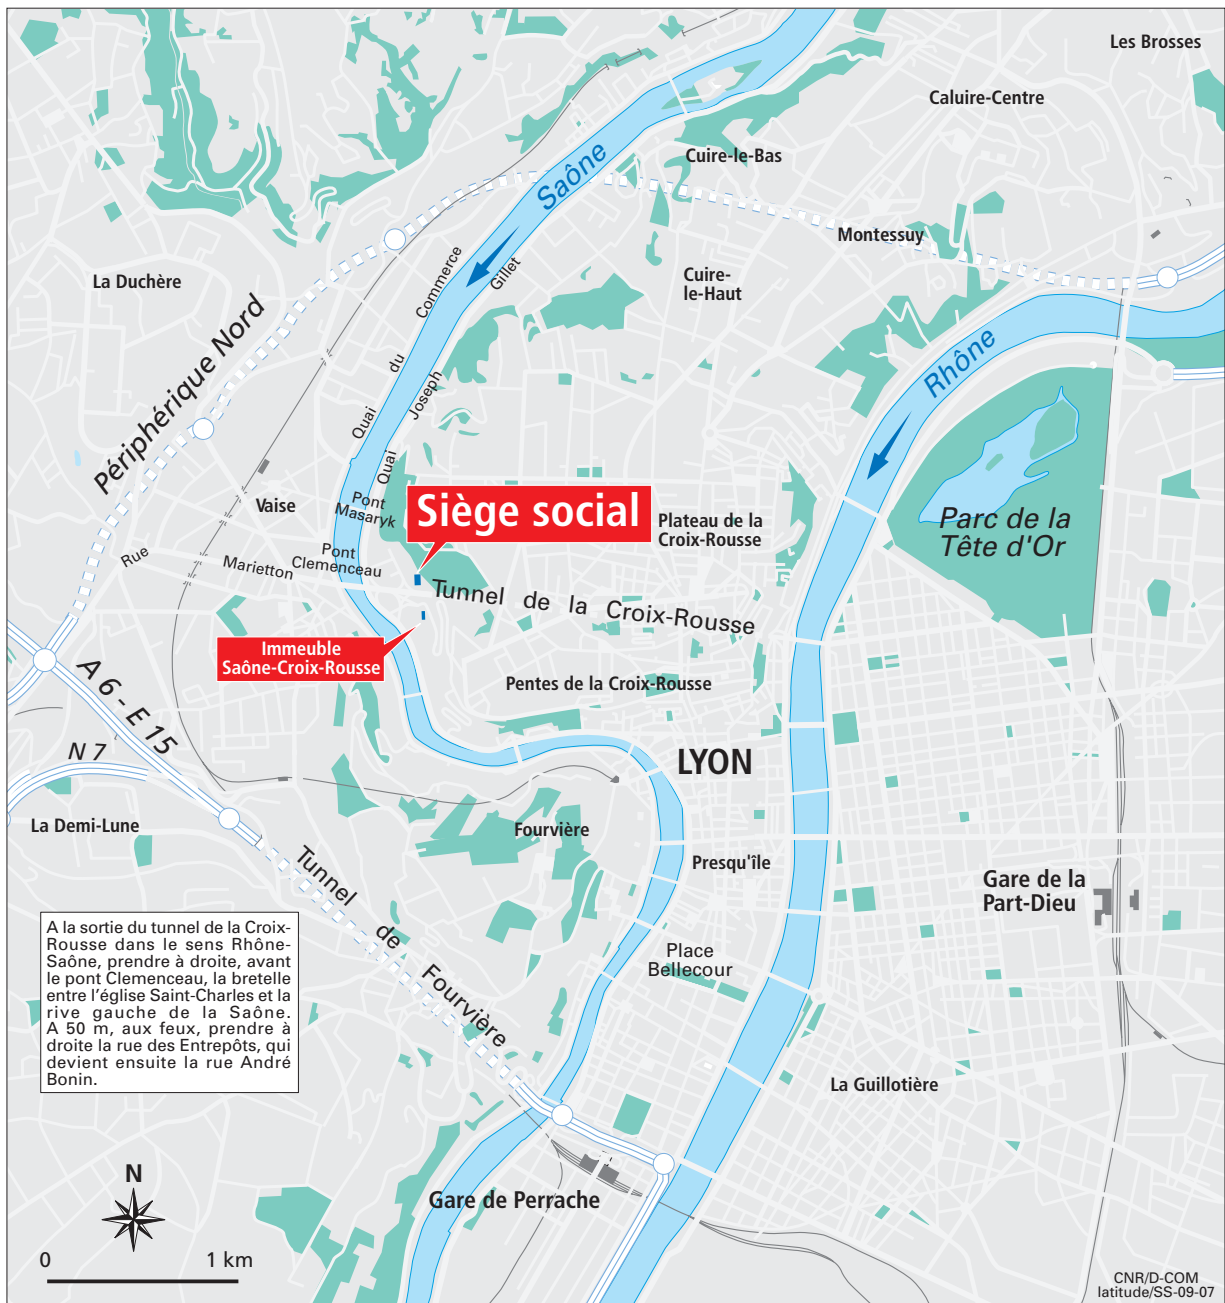 Les Brosses
Caluire-Centre
Cuire-le-Bas
Saône
Montessuy
La Duchère
Cuire-
le-Haut
Quai du Commerce
Quai Joseph Gillet
Périphérique Nord
Rhône
Vaise
Pont
Masaryk
Siège social
Plateau de la
Croix-Rousse
Parc de la
Tête d'Or
Rue Marietton
Pont
Clemenceau
Tunnel de la Croix-Rousse
Immeuble
Saône-Croix-Rousse
A 6 - E 15
Pentes de la Croix-Rousse
N 7
LYON
La Demi-Lune
Fourvière
Presqu'île
Tunnel de Fourvière
Gare de la
Part-Dieu
Place
Bellecour
A la sortie du tunnel de la Croix-
Rousse dans le sens Rhône-
Saône, prendre à droite, avant
le pont Clemenceau, la bretelle
entre l'église Saint-Charles et la
rive gauche de la Saône.
A 50 m, aux feux, prendre à
droite la rue des Entrepôts, qui
devient ensuite la rue André
Bonin.
La Guillotière
N
Gare de Perrache
0 1 km
CNR/D-COM
latitude/SS-09-07